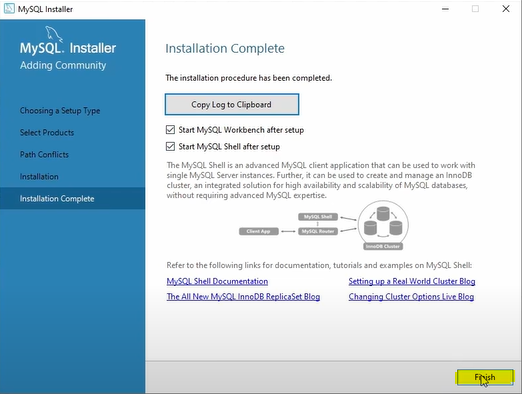 MySQL Installer
MySQL. Installer
Adding Community
Choosing a Setup Type
Select Products
Path Conflicts
Installation
Installation Complete
Installation Complete
The installation procedure has been completed.
Copy Log to Clipboard
Start MySQL Workbench after setup
Start MySQL Shell after setup
The MySQL Shell is an advanced MySQL client application that can be used to work with
single MySQL Server instances. Further, it can be used to create and manage an InnoDB
cluster, an integrated solution for high availability and scalability of MySQL databases,
without requiring advanced MySQL expertise.
MySQL Shell
Client App
MySQL Router
InnoDB Cluster
Refer to the following links for documentation, tutorials and examples on MySQL Shell:
MySQL Shell Documentation
Setting up a Real World Cluster Blog
The All New MySQL InnoDB ReplicaSet Blog
Changing Cluster Options Live Blog
Finish